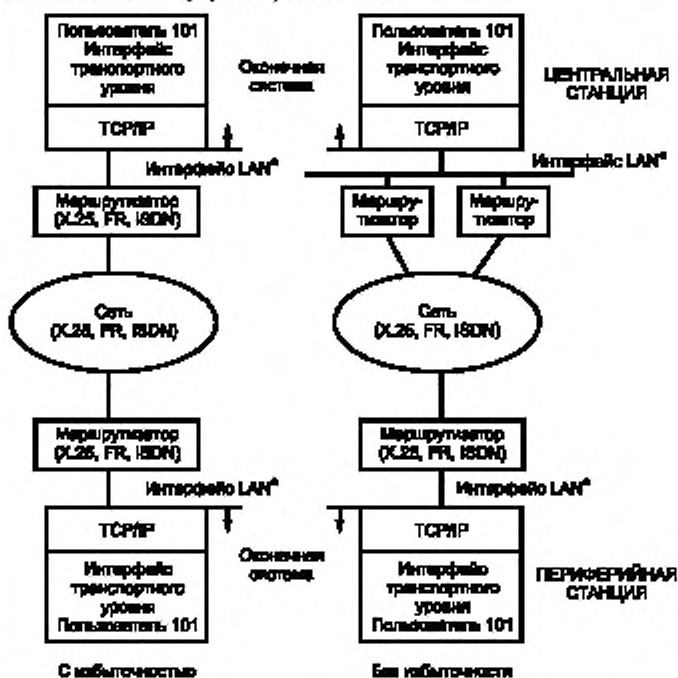 Пользователь 101
Интерфейс
транспортного
уровня
TCP/IP
Оконечная
система
Пользователь 101
Интерфейс
транспортного
уровня
TCP/IP
ЦЕНТРАЛЬНАЯ
СТАНЦИЯ
Интерфейс LAN*
Интерфейс LAN*
Маршрутизатор
(X.25, FR, ISDN)
Маршру-
тизатор
Маршру-
тизатор
Сеть
(X.25, FR, ISDN)
Сеть
(X.25, FR, ISDN)
Маршрутизатор
(X.25, FR, ISDN)
Маршрутизатор
(X.25, FR, ISDN)
Интерфейс LAN*
Интерфейс LAN*
TCP/IP
Интерфейс
транспортного
уровня
Пользователь 101
Оконечная
система
TCP/IP
Интерфейс
транспортного
уровня
Пользователь 101
ПЕРИФЕРИЙНАЯ
СТАНЦИЯ
С избыточностью
Без избыточности